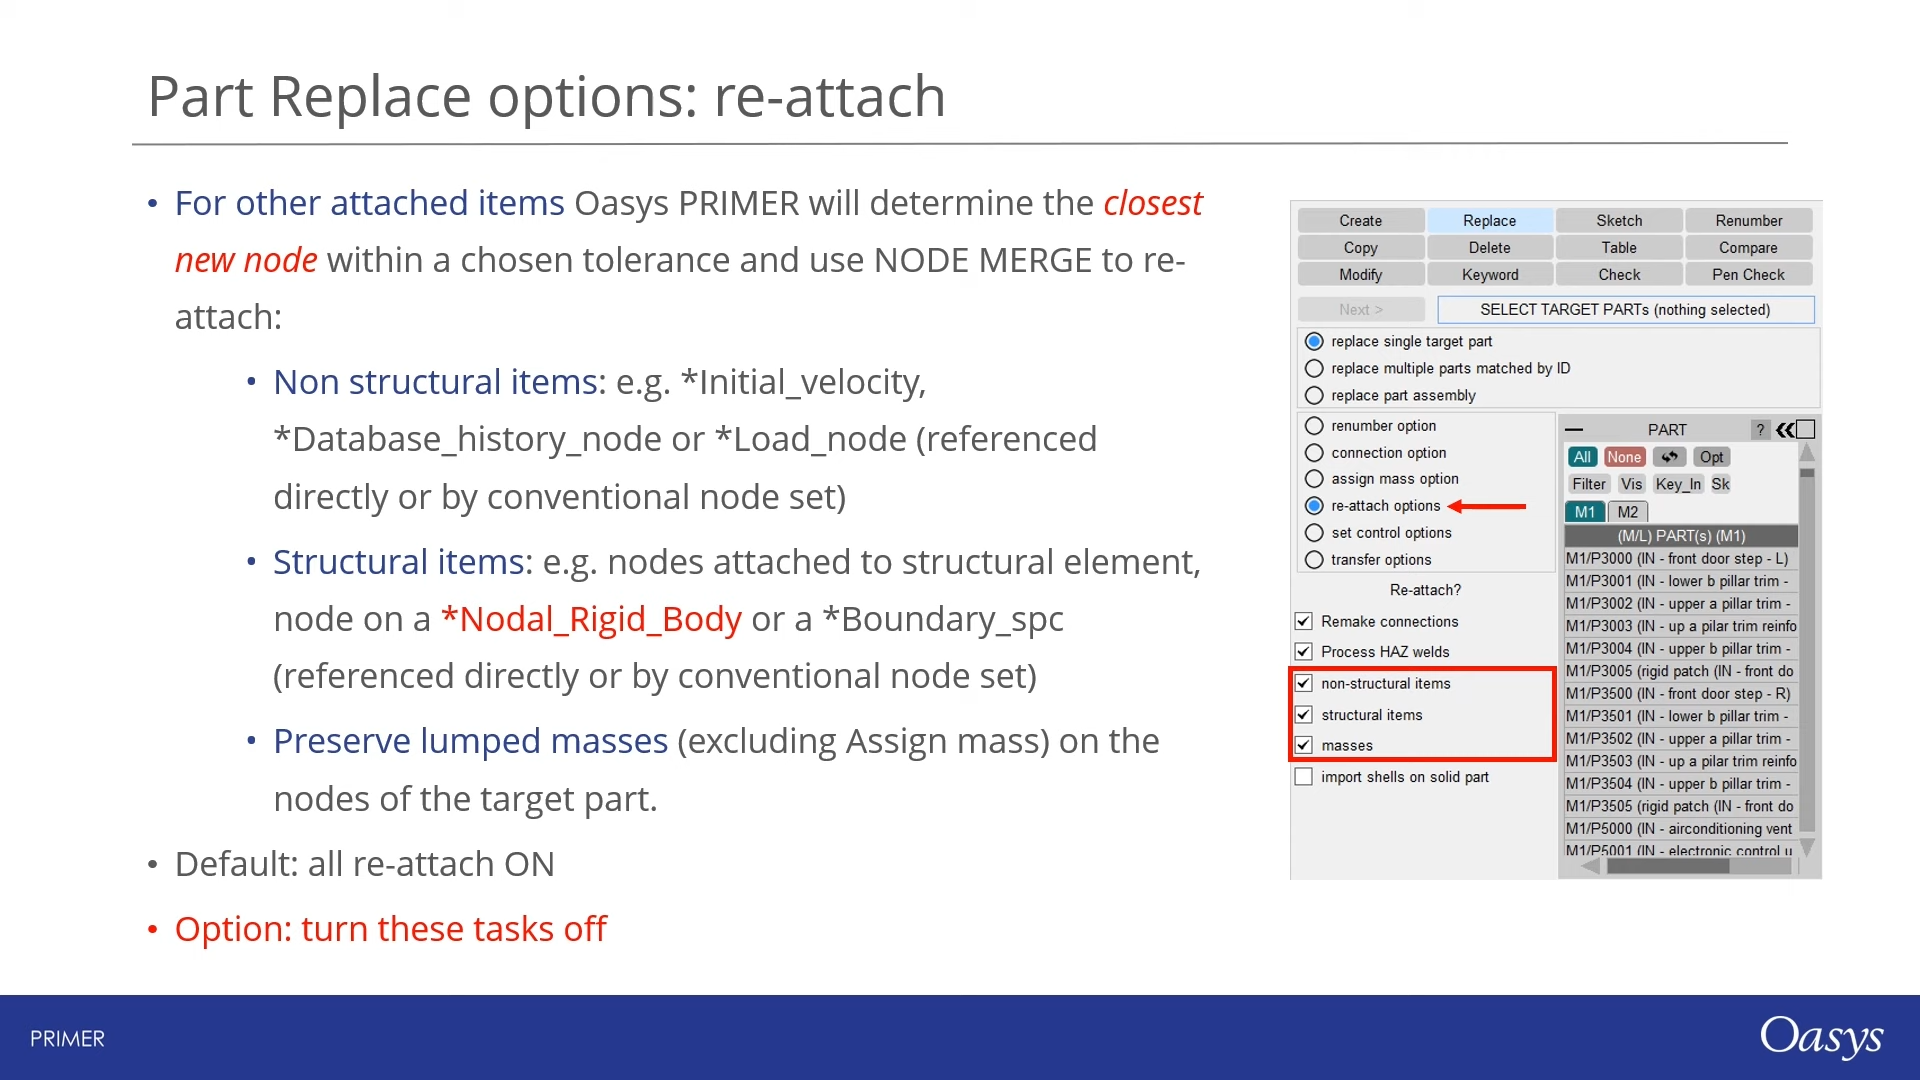 Part Replace options: re-attach
• For other attached items Oasys PRIMER will determine the closest
new node within a chosen tolerance and use NODE MERGE to re-
attach:
• Non structural items: e.g. *Initial_velocity,
*Database_history_node or *Load_node (referenced
directly or by conventional node set)
• Structural items: e.g. nodes attached to structural element,
node on a *Nodal_Rigid_Body or a *Boundary_spc
(referenced directly or by conventional node set)
• Preserve lumped masses (excluding Assign mass) on the
nodes of the target part.
• Default: all re-attach ON
• Option: turn these tasks off
Create Replace Sketch Renumber
Copy Delete Table Compare
Modify Keyword Check Pen Check
Next > SELECT TARGET PARTs (nothing selected)
replace single target part
replace multiple parts matched by ID
replace part assembly
renumber option
connection option
assign mass option
re-attach options
set control options
transfer options
Re-attach?
Remake connections
Process HAZ welds
non-structural items
structural items
masses
import shells on solid part
PART ?
All None Opt
Filter Vis Key_In Sk
M1 M2
(M/L) PART(s) (M1)
M1/P3000 (IN - front door step - L)
M1/P3001 (IN - lower b pillar trim -
M1/P3002 (IN - upper a pillar trim -
M1/P3003 (IN - up a pilar trim reinfo
M1/P3004 (IN - upper b pillar trim -
M1/P3005 (rigid patch (IN - front do
M1/P3500 (IN - front door step - R)
M1/P3501 (IN - lower b pillar trim -
M1/P3502 (IN - upper a pillar trim -
M1/P3503 (IN - up a pilar trim reinfo
M1/P3504 (IN - upper b pillar trim -
M1/P3505 (rigid patch (IN - front do
M1/P5000 (IN - airconditioning vent
M1/P5001 (IN - electronic control u
PRIMER
Oasys